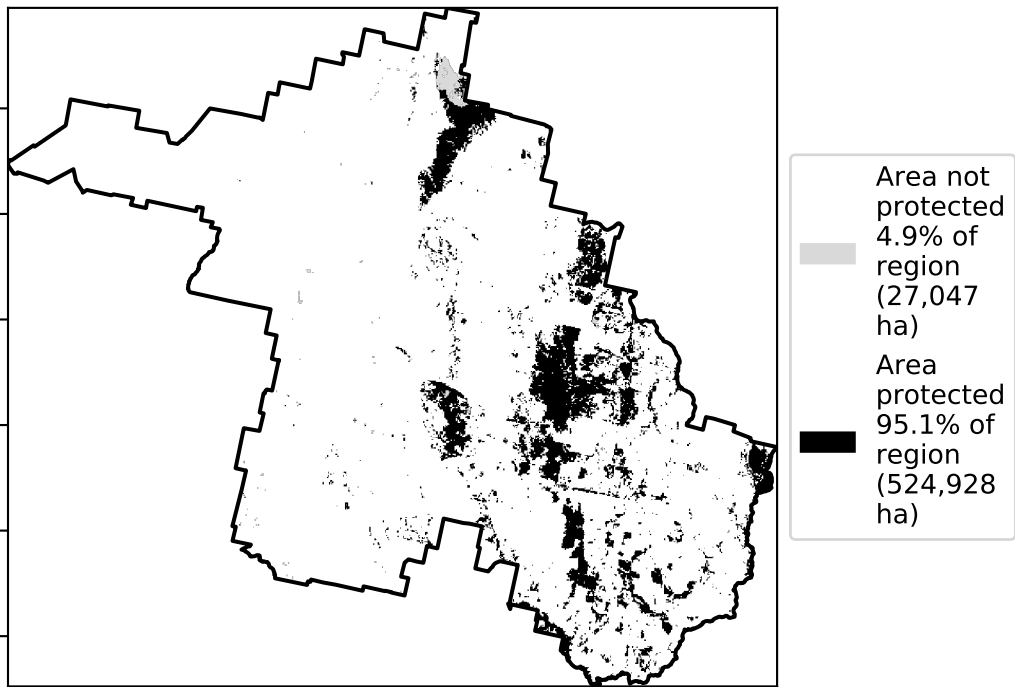 Area not
protected
4.9% of
region
(27,047
ha)
Area
protected
95.1% of
region
(524,928
ha)